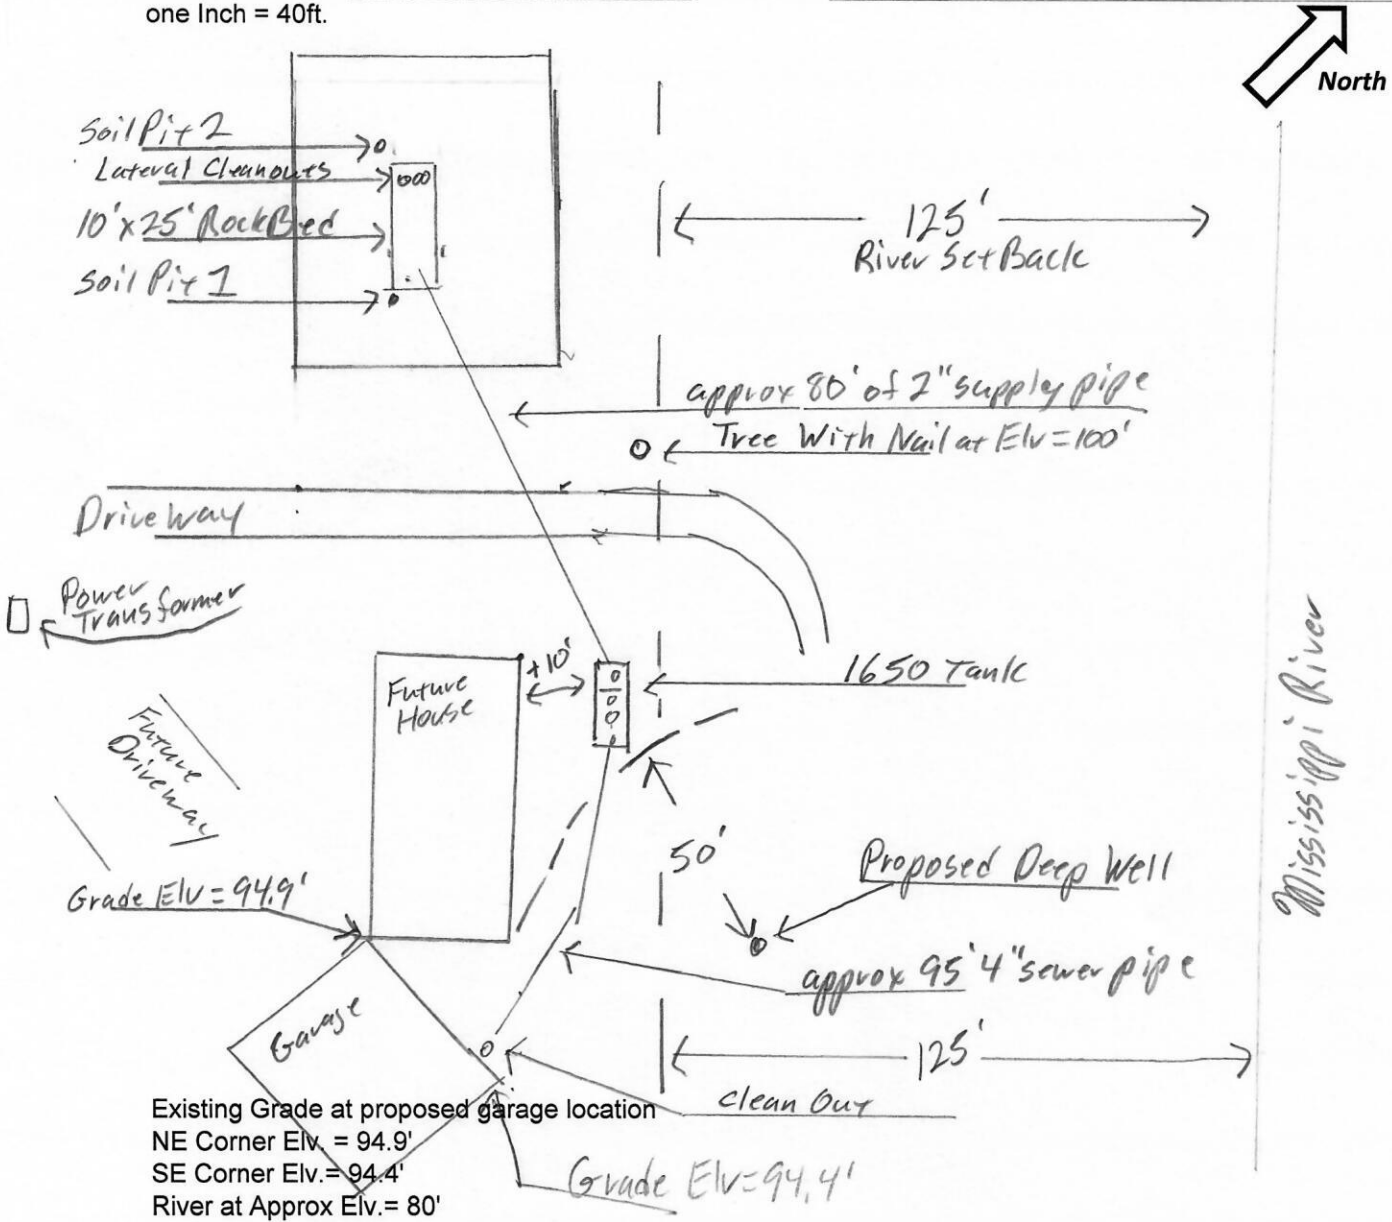 one Inch = 40ft.
North
Soil Pit 2
Lateral Cleanouts
10'x25' RockBed
Soil Pit 1
125'
River SetBack
approx 80' of 2" supply pipe
Tree With Nail at Elv=100'
Driveway
Power
Transformer
+10'
1650 Tank
Future
House
Future
Driveway
Mississippi River
50'
Proposed Deep Well
Grade Elv=94.9'
approx 95' 4" sewer pipe
Garage
125'
Clean Out
Existing Grade at proposed garage location
NE Corner Elv. = 94.9'
SE Corner Elv.= 94.4'
River at Approx Elv.= 80'
Grade Elv=94.4'